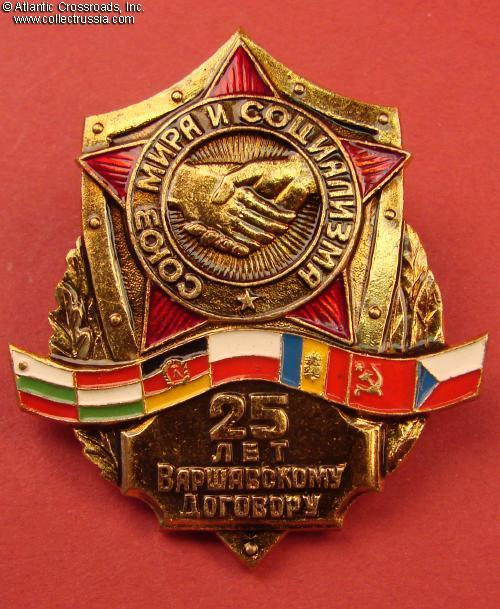 © Atlantic Crossroads, Inc.
www.collectrussia.com
СОЮЗ МИРА И СОЦИАЛИЗМА
25
ЛЕТ
ВАРШАВСКОМУ
ДОГОВОРУ